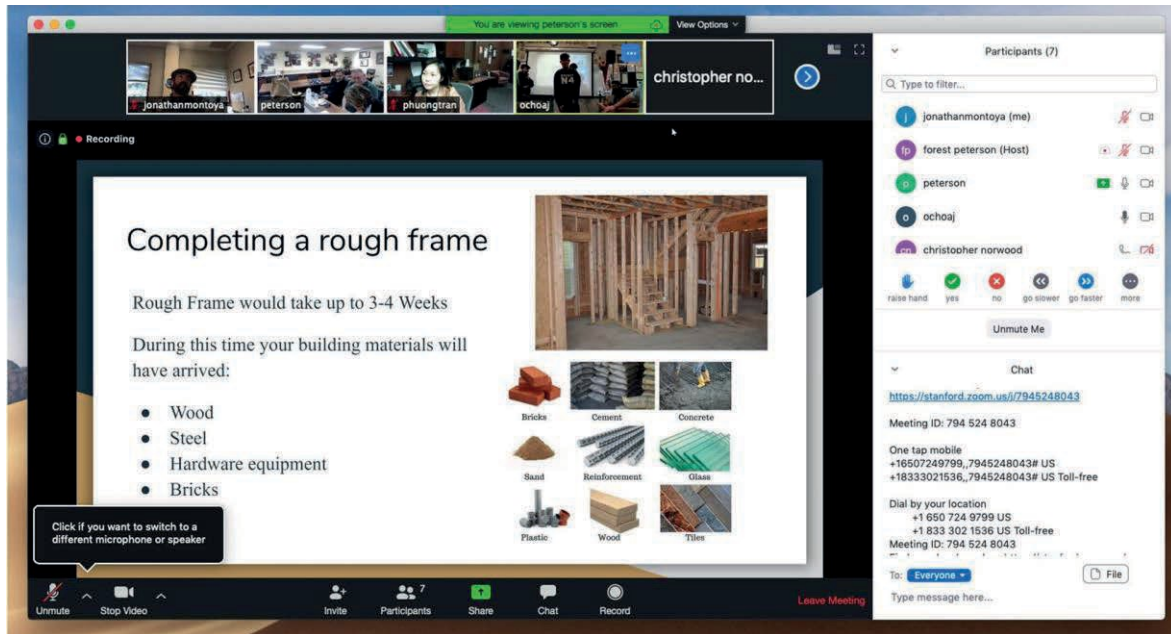 You are viewing peterson's screen
View Options
jonathanmontoya
peterson
phuongtran
ochoaj
N4
christopher no...
Recording
Completing a rough frame
Rough Frame would take up to 3-4 Weeks
During this time your building materials will
have arrived:
● Wood
● Steel
● Hardware equipment
● Bricks
Bricks Cement Concrete
Sand Reinforcement Glass
Plastic Wood Tiles
Click if you want to switch to a
different microphone or speaker
Unmute
Stop Video
Invite
7
Participants
Share
Chat
Record
Leave Meeting
Participants (7)
Type to filter...
j jonathanmontoya (me)
fp forest peterson (Host)
p peterson
o ochoaj
cn christopher norwood
raise hand yes no go slower go faster more
Unmute Me
Chat
https://stanford.zoom.us/j/7945248043
Meeting ID: 794 524 8043
One tap mobile
+16507249799,,7945248043# US
+18333021536,,7945248043# US Toll-free
Dial by your location
+1 650 724 9799 US
+1 833 302 1536 US Toll-free
Meeting ID: 794 524 8043
To: Everyone
File
Type message here...